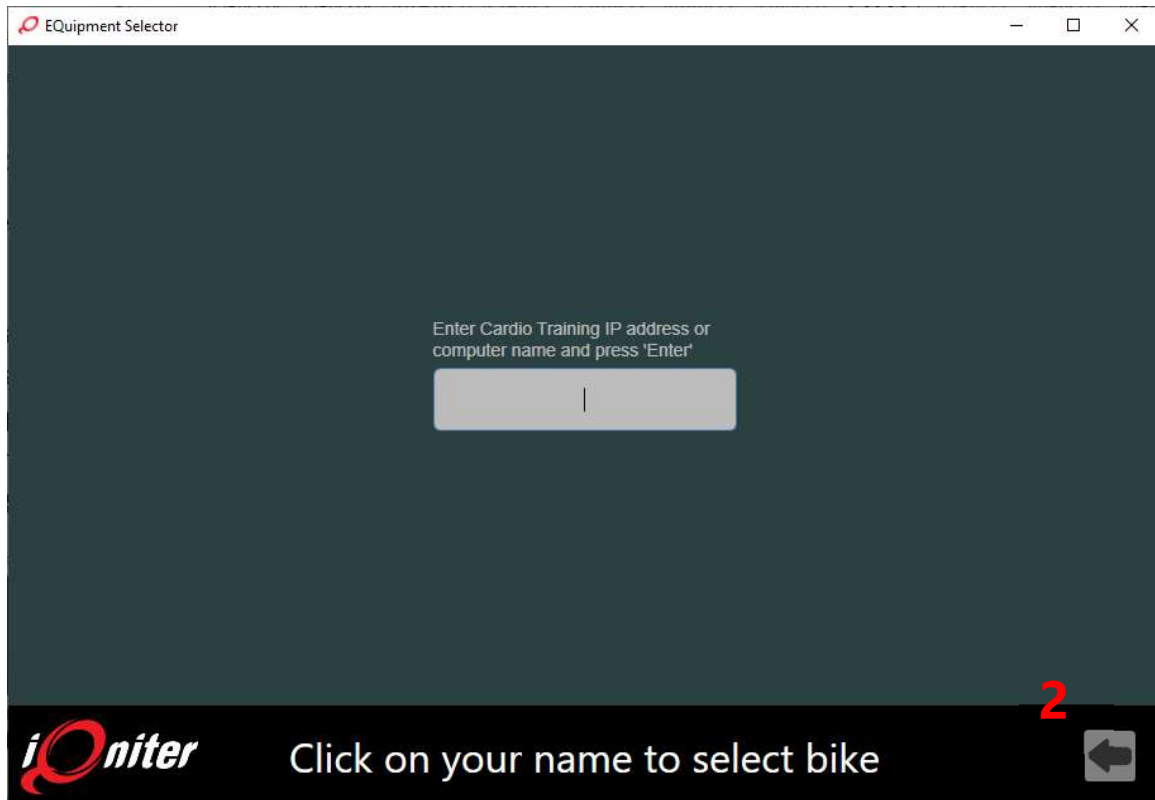 EQuipment Selector
Enter Cardio Training IP address or
computer name and press 'Enter'
2
iQniter
Click on your name to select bike